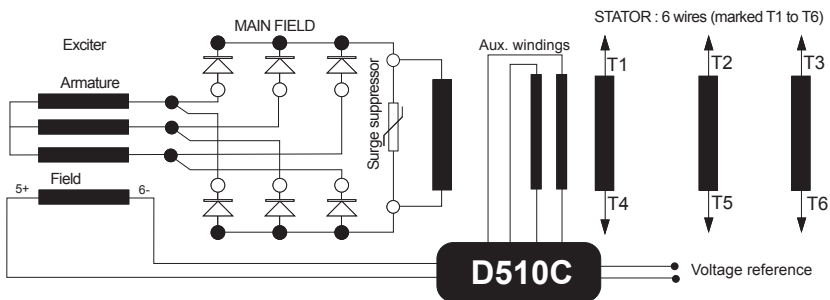 STATOR : 6 wires (marked T1 to T6)
MAIN FIELD
Exciter
Aux. windings
T1
T2
T3
Armature
Surge suppressor
Field
5+
6-
T4
T5
T6
D510C
Voltage reference